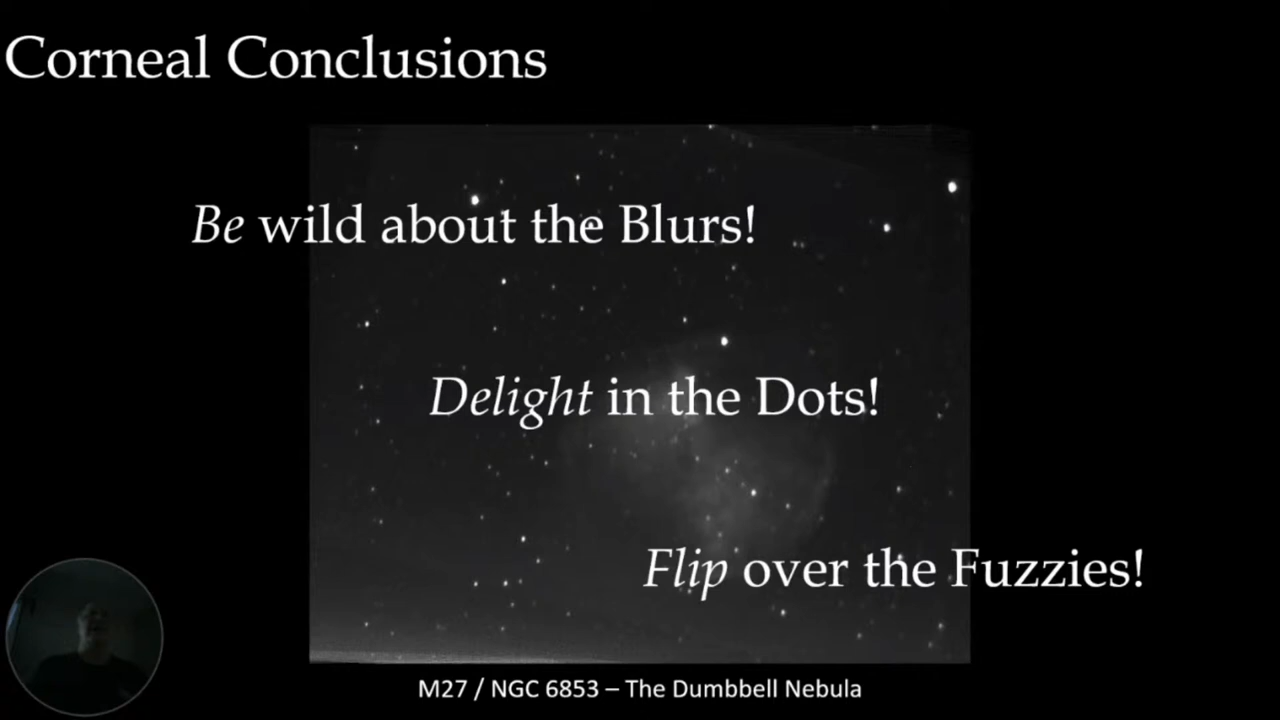 Corneal Conclusions
Be wild about the Blurs!
Delight in the Dots!
Flip over the Fuzzies!
M27 / NGC 6853 – The Dumbbell Nebula